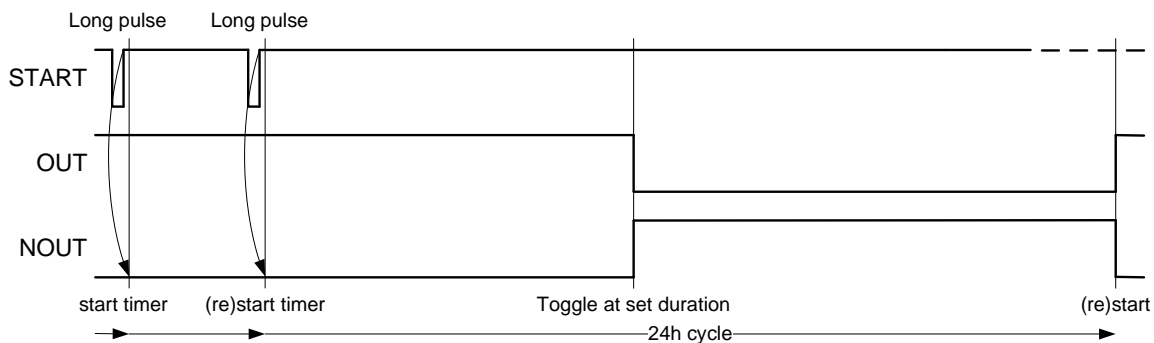 Long pulse Long pulse
START
OUT
NOUT
start timer (re)start timer Toggle at set duration (re)start
24h cycle